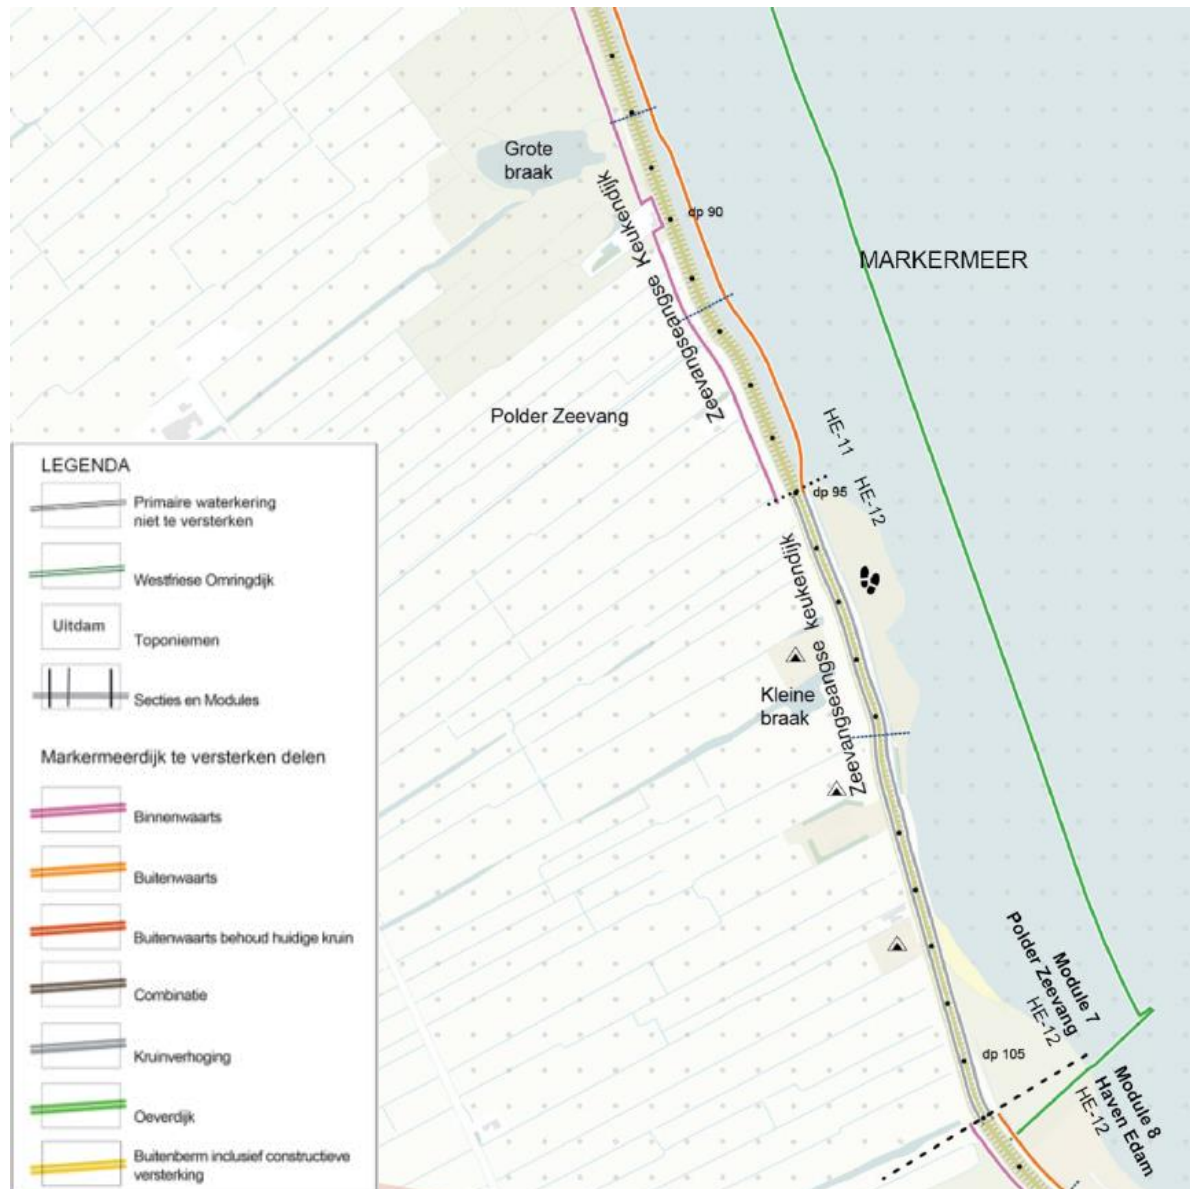 Grote
braak
Zeevangseangse Keukendijk
dp 90
MARKERMEER
Polder Zeevang
HE-11
HE-12
dp 95
Zeevangseangse keukendijk
Kleine
braak
Module 7
Polder Zeevang
HE-12
dp 105
Module 8
Haven Edam
HE-12
LEGENDA
Primaire waterkering
niet te versterken
Westfriese Omringdijk
Uitdam
Toponiemen
Secties en Modules
Markermeerdijk te versterken delen
Binnenwaarts
Buitenwaarts
Buitenwaarts behoud huidige kruin
Combinatie
Kruinverhoging
Oeverdijk
Buitenberm inclusief constructieve
versterking